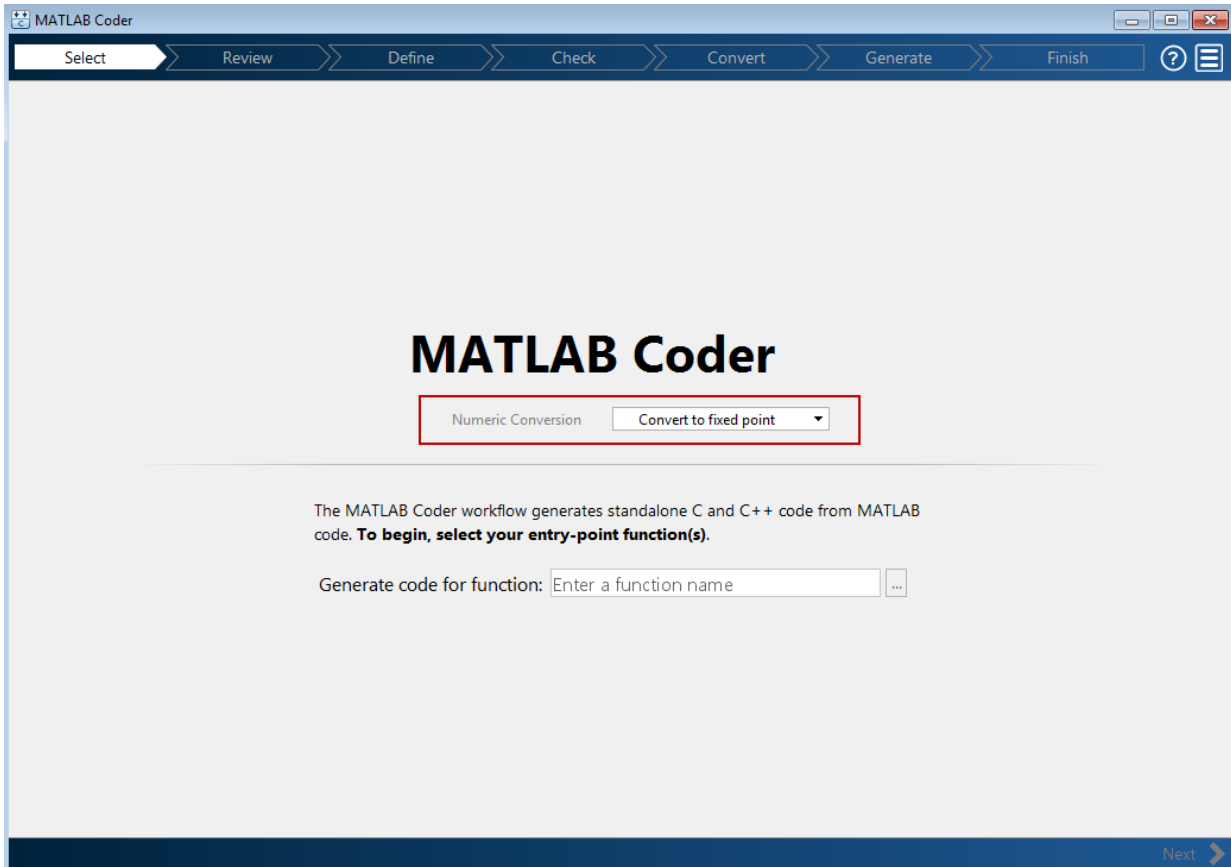 MATLAB Coder
Select Review Define Check Convert Generate Finish ?
MATLAB Coder
Numeric Conversion Convert to fixed point
The MATLAB Coder workflow generates standalone C and C++ code from MATLAB
code. To begin, select your entry-point function(s).
Generate code for function: Enter a function name ...
Next